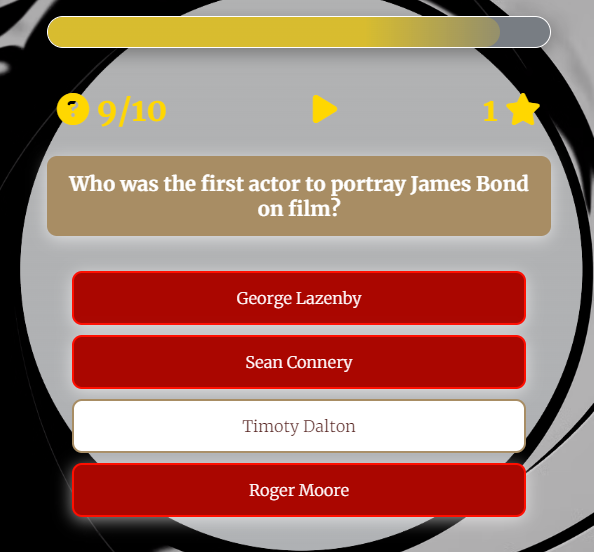 ? 9/10
1
Who was the first actor to portray James Bond
on film?
George Lazenby
Sean Connery
Timoty Dalton
Roger Moore